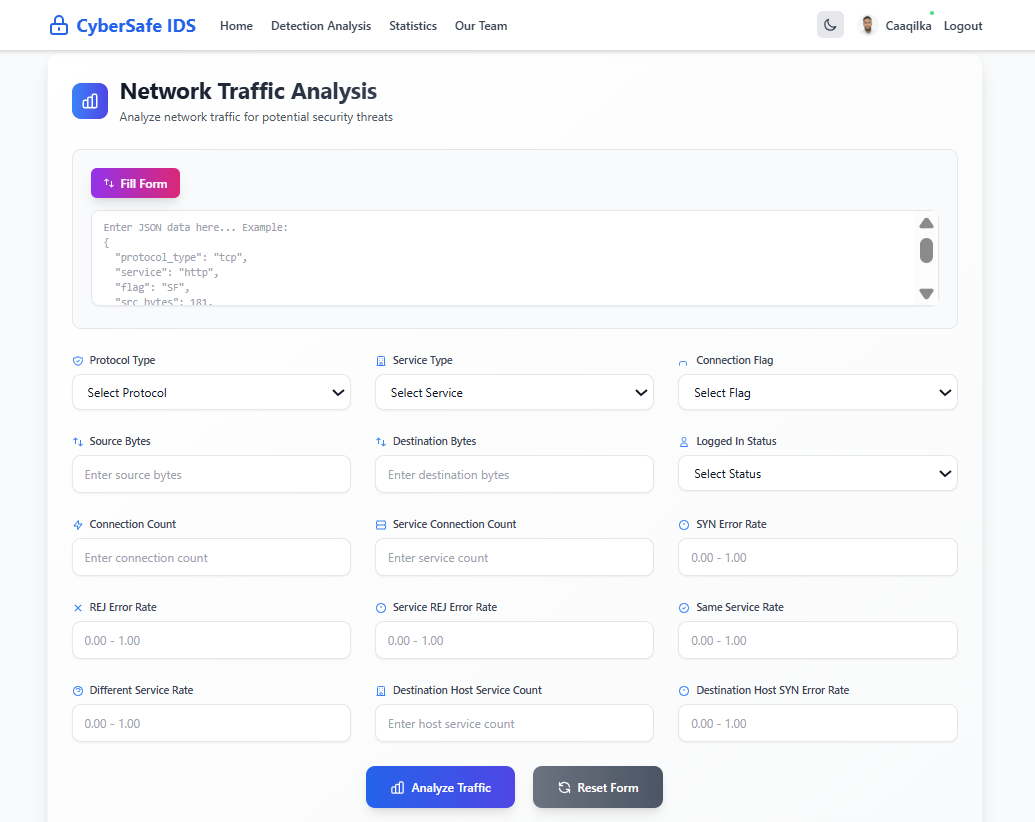 CyberSafe IDS Home Detection Analysis Statistics Our Team Caaqilka Logout
Network Traffic Analysis
Analyze network traffic for potential security threats
Fill Form
Enter JSON data here... Example:
{
"protocol_type": "tcp",
"service": "http",
"flag": "SF",
"src_bytes": 181,
Protocol Type Service Type Connection Flag
Select Protocol Select Service Select Flag
Source Bytes Destination Bytes Logged In Status
Enter source bytes Enter destination bytes Select Status
Connection Count Service Connection Count SYN Error Rate
Enter connection count Enter service count 0.00 - 1.00
REJ Error Rate Service REJ Error Rate Same Service Rate
0.00 - 1.00 0.00 - 1.00 0.00 - 1.00
Different Service Rate Destination Host Service Count Destination Host SYN Error Rate
0.00 - 1.00 Enter host service count 0.00 - 1.00
Analyze Traffic Reset Form